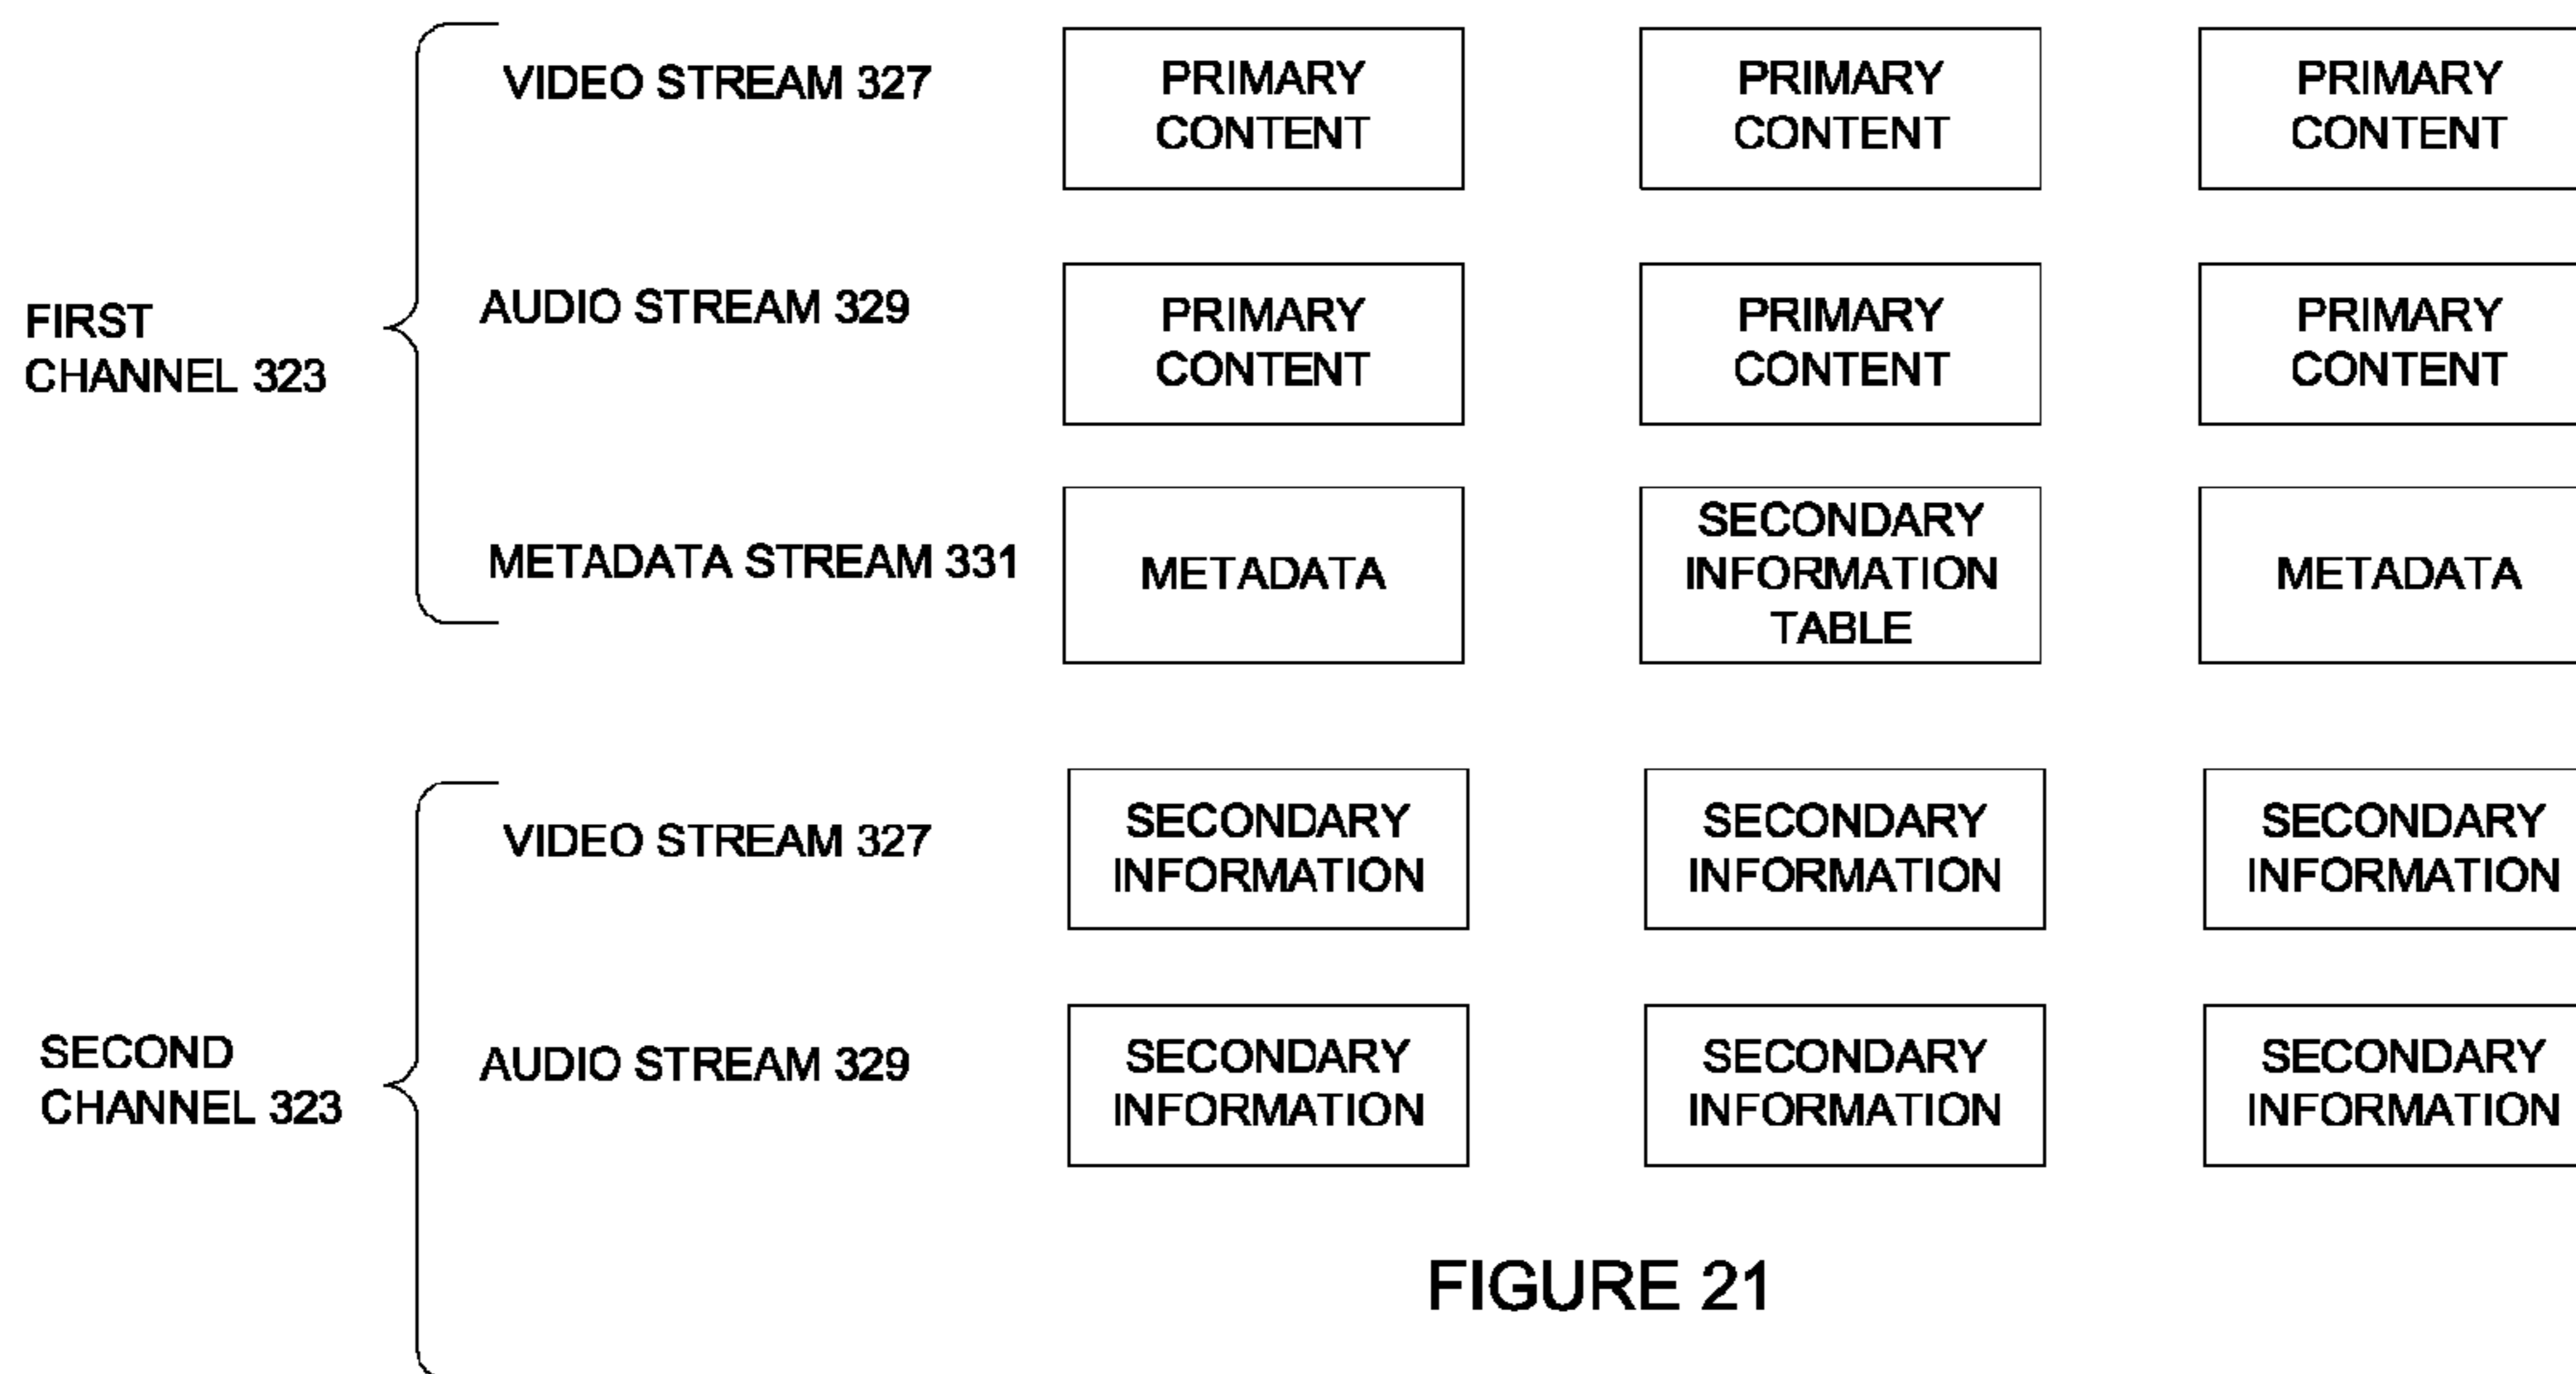 VIDEO STREAM 327
PRIMARY
CONTENT
PRIMARY
CONTENT
PRIMARY
CONTENT
FIRST
CHANNEL 323
AUDIO STREAM 329
PRIMARY
CONTENT
PRIMARY
CONTENT
PRIMARY
CONTENT
METADATA STREAM 331
METADATA
SECONDARY
INFORMATION
TABLE
METADATA
VIDEO STREAM 327
SECONDARY
INFORMATION
SECONDARY
INFORMATION
SECONDARY
INFORMATION
SECOND
CHANNEL 323
AUDIO STREAM 329
SECONDARY
INFORMATION
SECONDARY
INFORMATION
SECONDARY
INFORMATION
FIGURE 21